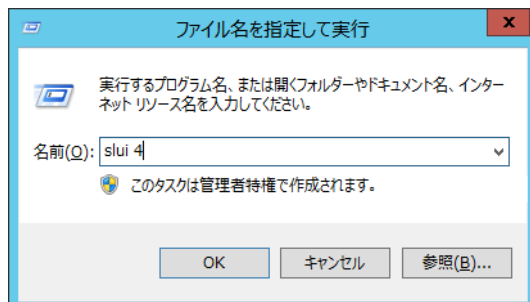 ファイル名を指定して実行
x
実行するプログラム名、または開くフォルダーやドキュメント名、インター
ネット リソース名を入力してください。
名前(O): slui 4
このタスクは管理者特権で作成されます。
OK キャンセル 参照(B)...